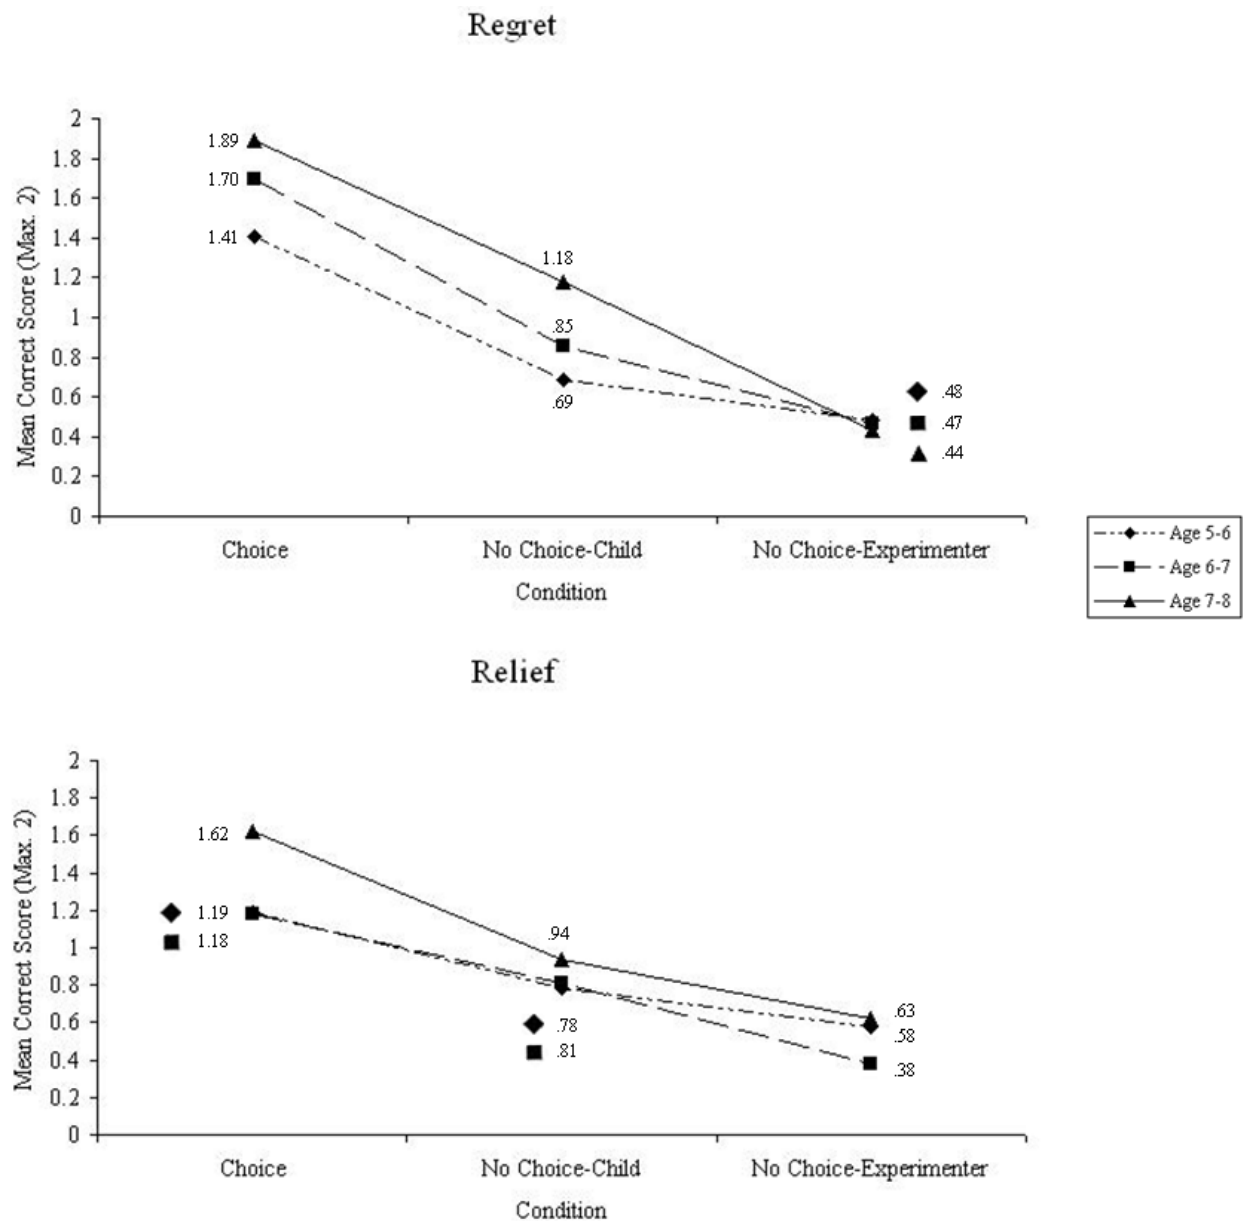 Regret
Mean Correct Score (Max. 2)
2
1.8
1.6
1.4
1.2
1
0.8
0.6
0.4
0.2
0
1.89
1.70
1.41
1.18
.85
.69
.48
.47
.44
Choice
No Choice-Child
No Choice-Experimenter
Condition
Age 5-6
Age 6-7
Age 7-8
Relief
Mean Correct Score (Max. 2)
2
1.8
1.6
1.4
1.2
1
0.8
0.6
0.4
0.2
0
1.62
1.19
1.18
.94
.78
.81
.63
.58
.38
Choice
No Choice-Child
No Choice-Experimenter
Condition